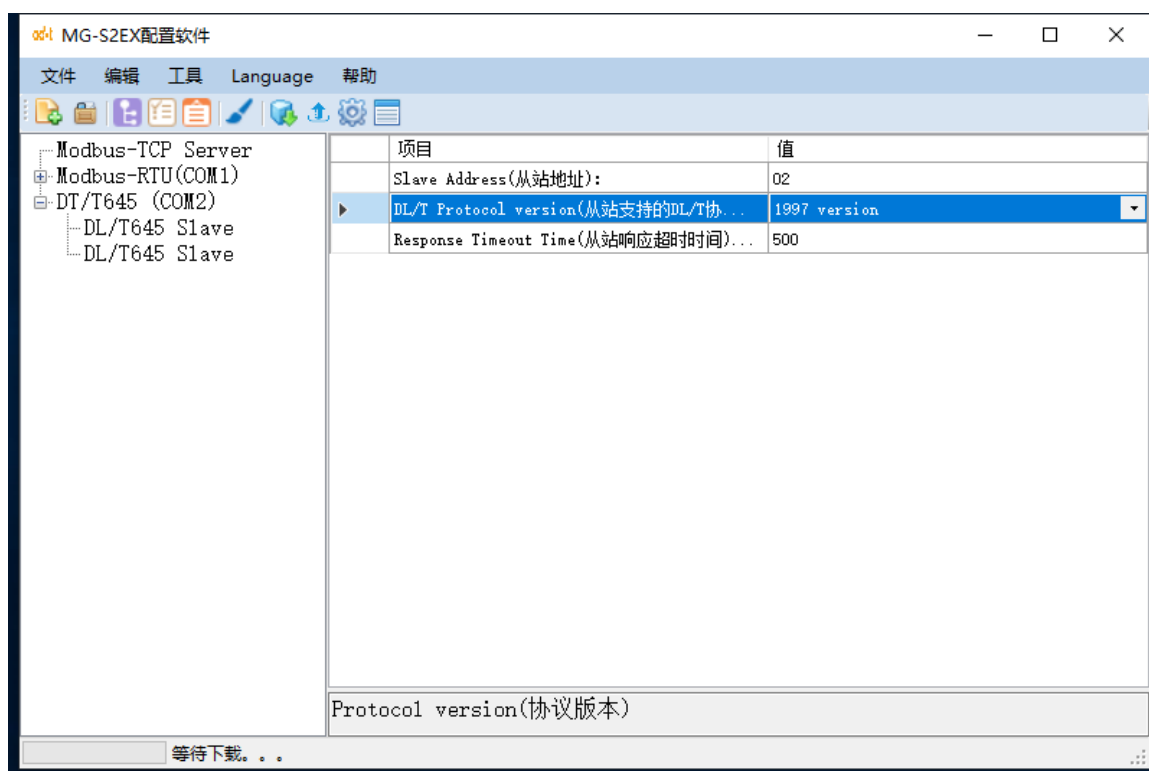 odt MG-S2EX配置软件
文件 编辑 工具 Language 帮助
Modbus-TCP Server
Modbus-RTU(COM1)
DT/T645 (COM2)
DL/T645 Slave
DL/T645 Slave
项目 值
Slave Address(从站地址): 02
DL/T Protocol version(从站支持的DL/T协... 1997 version
Response Timeout Time(从站响应超时时间)... 500
Protocol version(协议版本)
等待下载。。。